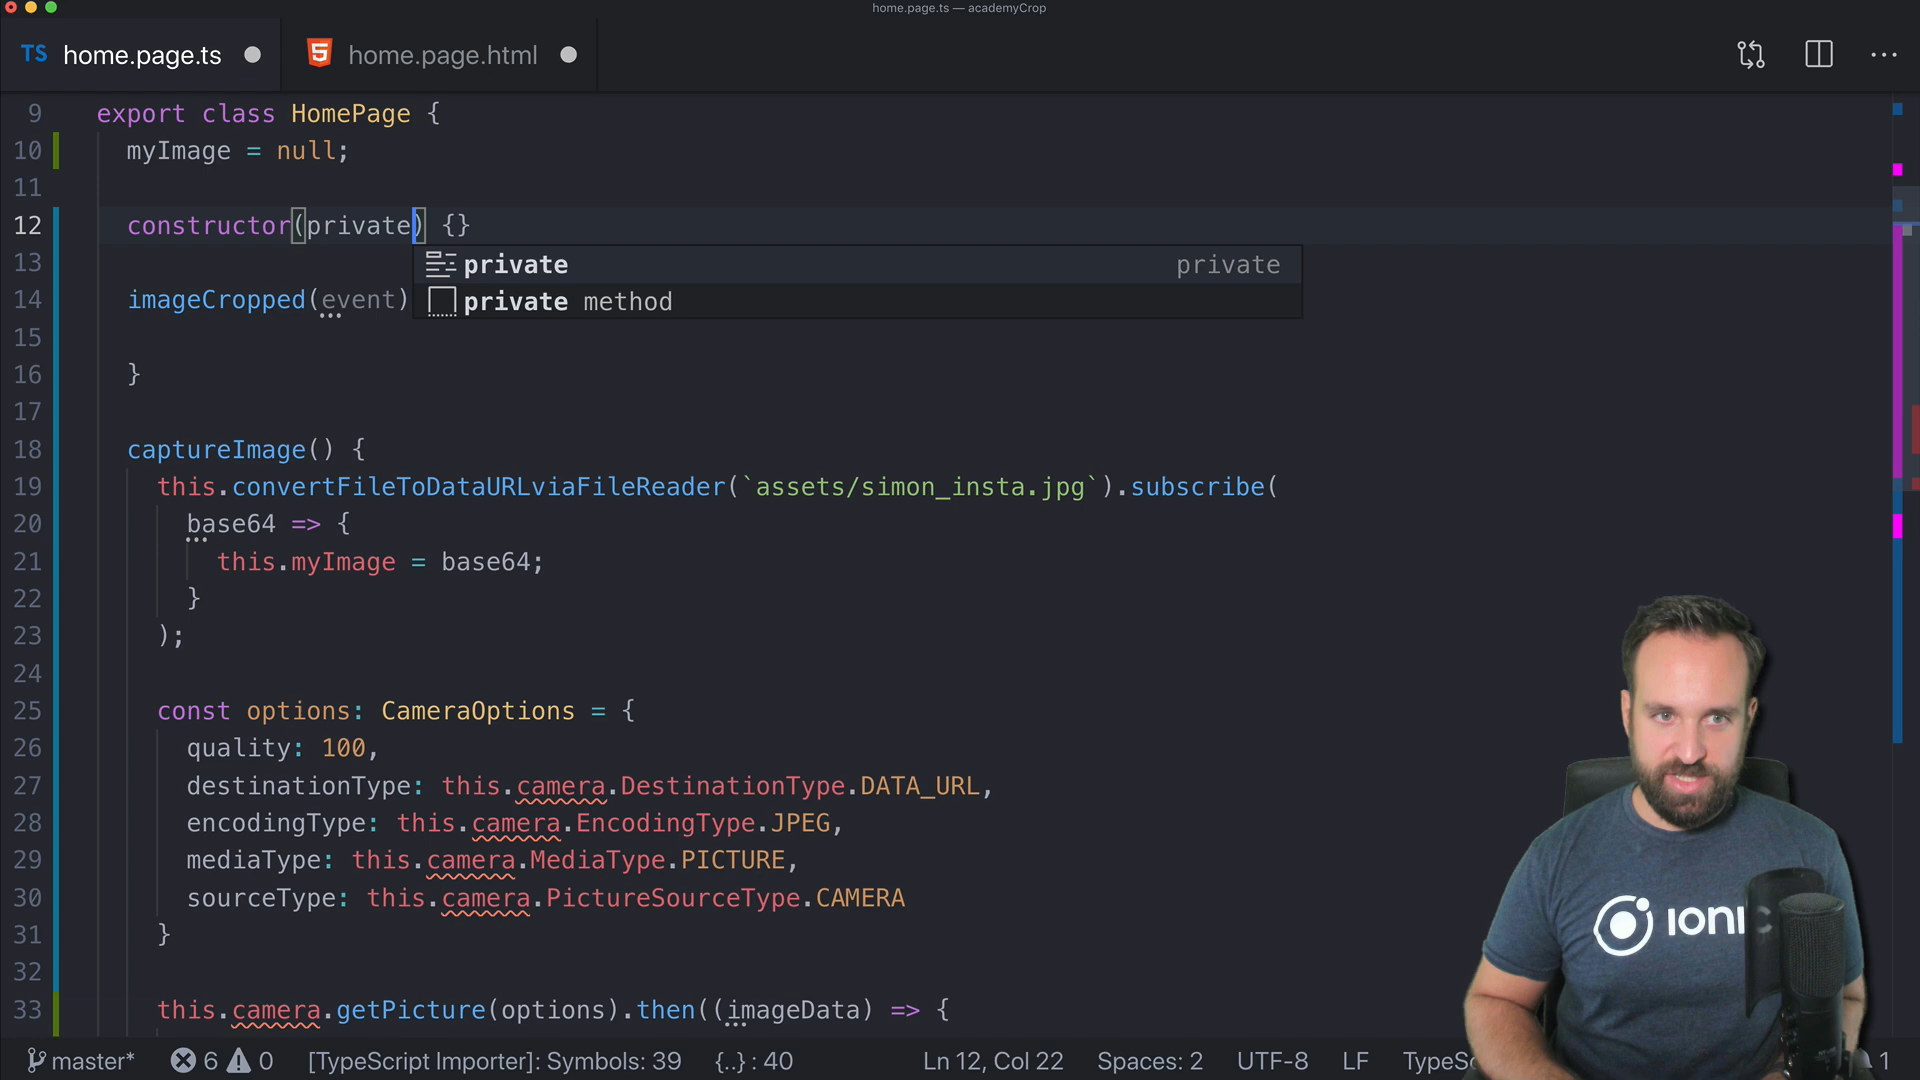 home.page.ts — academyCrop
TS home.page.ts
5 home.page.html
9 export class HomePage {
10 myImage = null;
11
12 constructor(private) {}
private private
private method
13
14 imageCropped(event)
15
16 }
17
18 captureImage() {
19 this.convertFileToDataURLviaFileReader(`assets/simon_insta.jpg`).subscribe(
20 base64 => {
21 this.myImage = base64;
22 }
23 );
24
25 const options: CameraOptions = {
26 quality: 100,
27 destinationType: this.camera.DestinationType.DATA_URL,
28 encodingType: this.camera.EncodingType.JPEG,
29 mediaType: this.camera.MediaType.PICTURE,
30 sourceType: this.camera.PictureSourceType.CAMERA
31 }
32
33 this.camera.getPicture(options).then((imageData) => {
IONIC
master* 6 0 [TypeScript Importer]: Symbols: 39 {..} : 40 Ln 12, Col 22 Spaces: 2 UTF-8 LF 1